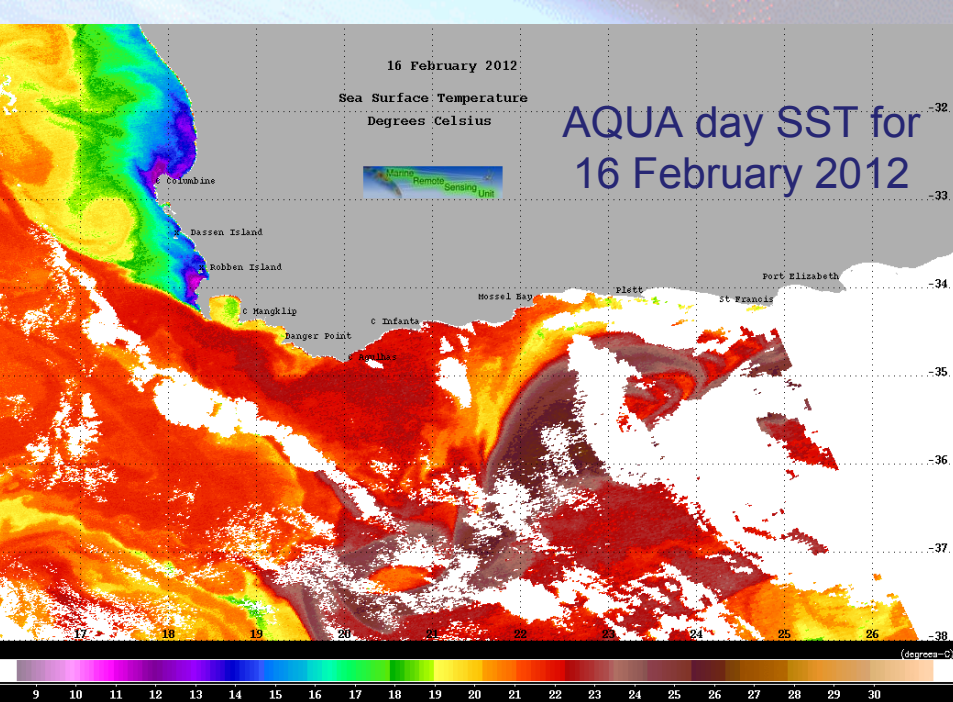 16 February 2012
Sea Surface Temperature
Degrees Celsius
AQUA day SST for
16 February 2012
Marine
Remote
Sensing
Unit
-32
C Columbine
-33
Dassen Island
Robben Island
Port Elizabeth
-34
Mossel Bay
Plett
St Francis
C Mangklip
C Infanta
Danger Point
C Agulhas
-35
-36
-37
17 18 19 20 21 22 23 24 25 26 -38
(degrees-C)
9 10 11 12 13 14 15 16 17 18 19 20 21 22 23 24 25 26 27 28 29 30